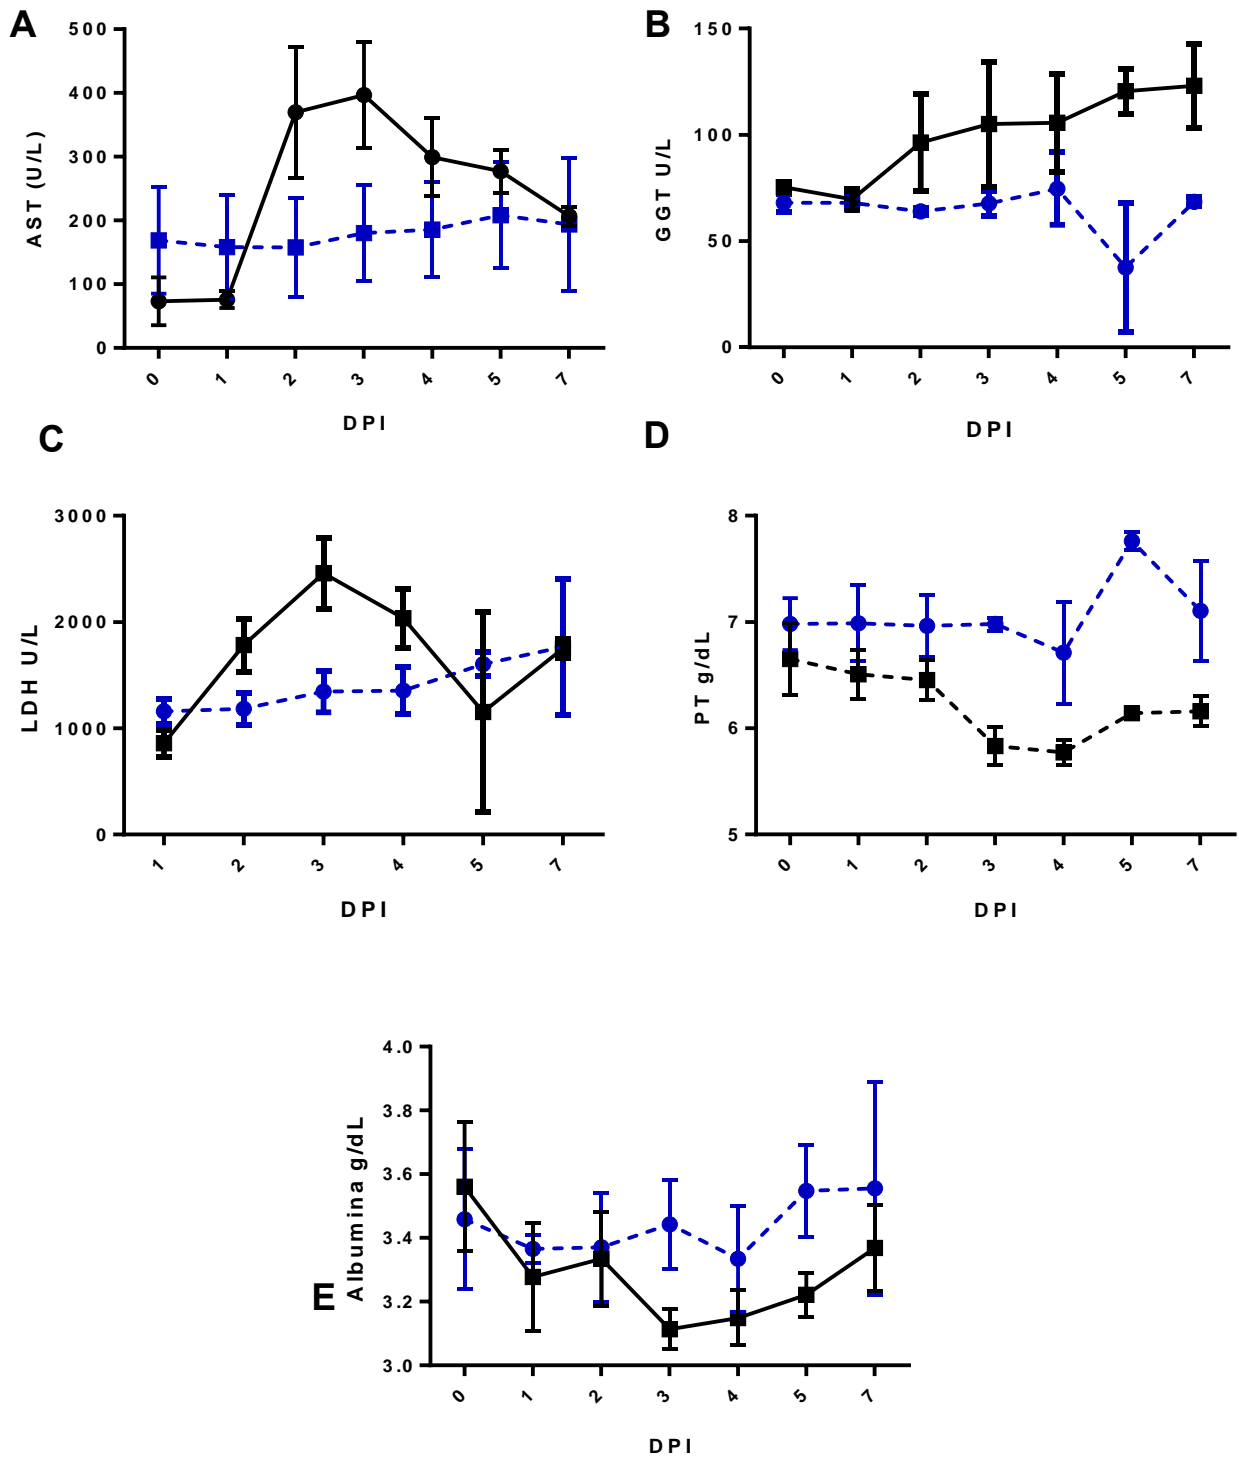 A
500
400
300
200
100
0
AST (U/L)
0 1 2 3 4 5 7
DPI
B
150
100
50
0
GGT U/L
0 1 2 3 4 5 7
DPI
C
3000
2000
1000
0
LDH U/L
1 2 3 4 5 7
DPI
D
8
7
6
5
PT g/dL
0 1 2 3 4 5 7
DPI
E
4.0
3.8
3.6
3.4
3.2
3.0
Albumina g/dL
0 1 2 3 4 5 7
DPI